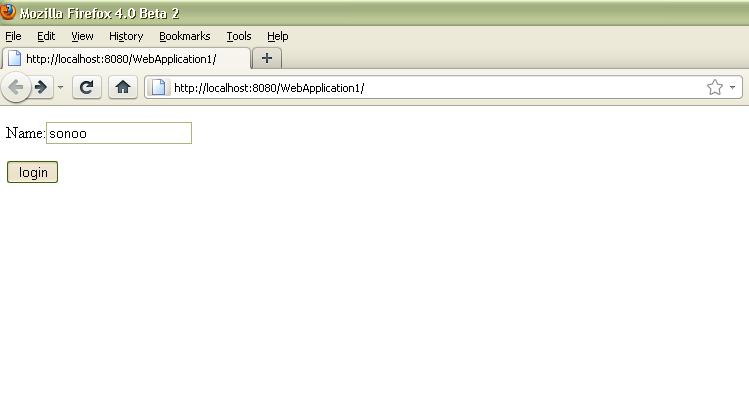 Mozilla Firefox 4.0 Beta 2
File Edit View History Bookmarks Tools Help
http://localhost:8080/WebApplication1/
http://localhost:8080/WebApplication1/
Name: sonoo
login